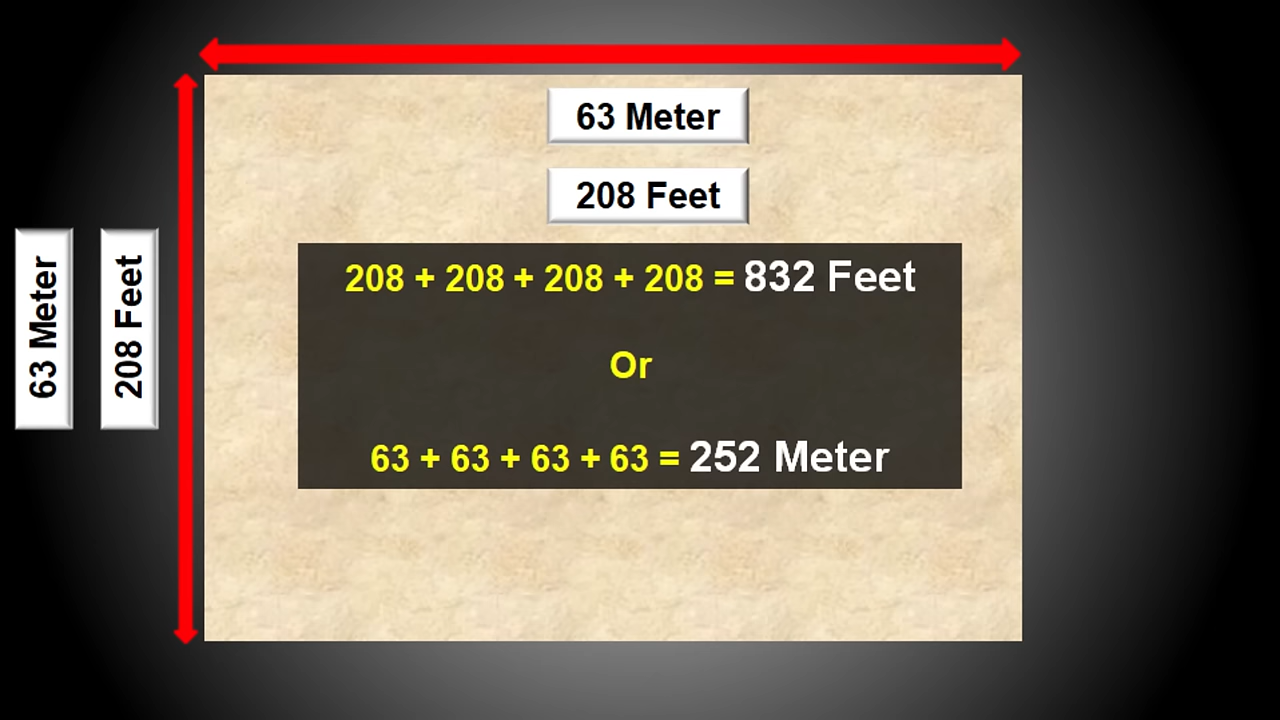 63 Meter
208 Feet
63 Meter
208 Feet
208 + 208 + 208 + 208 = 832 Feet
Or
63 + 63 + 63 + 63 = 252 Meter